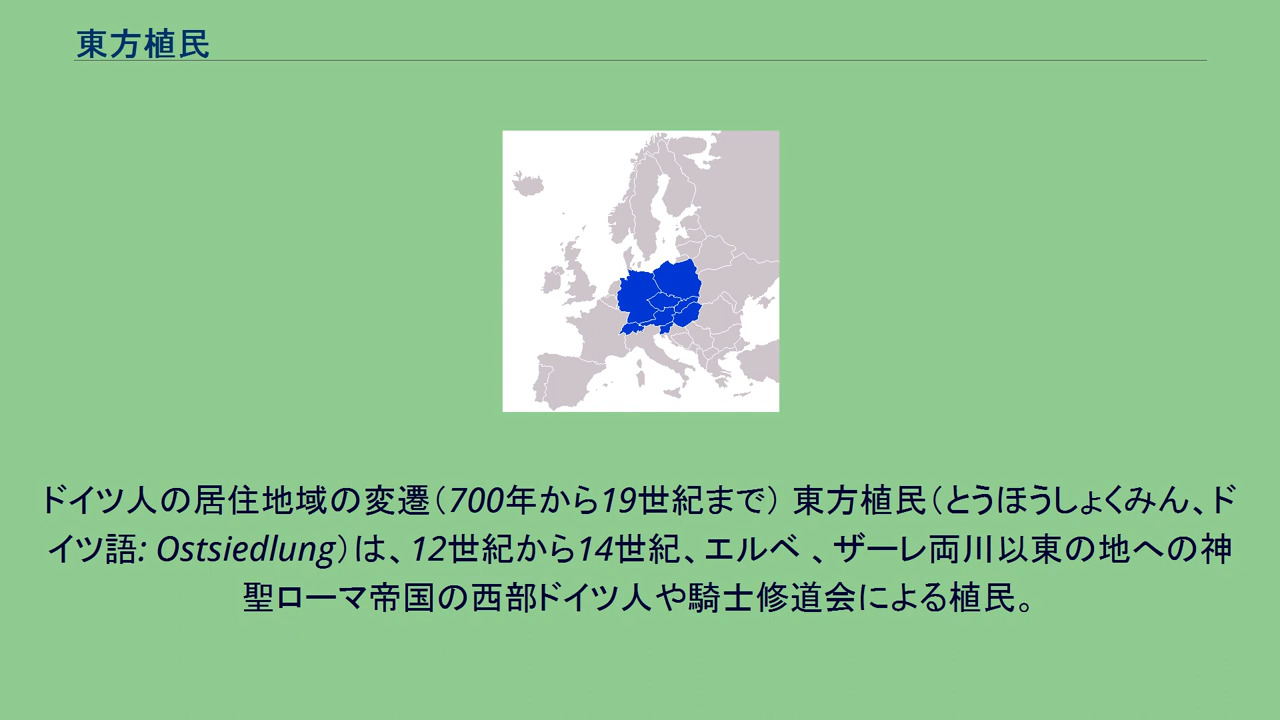 東方植民
ドイツ人の居住地域の変遷（700年から19世紀まで） 東方植民（とうほうしょくみん、ド
イツ語: Ostsiedlung）は、12世紀から14世紀、エルベ 、ザーレ両川以東の地への神
聖ローマ帝国の西部ドイツ人や騎士修道会による植民。